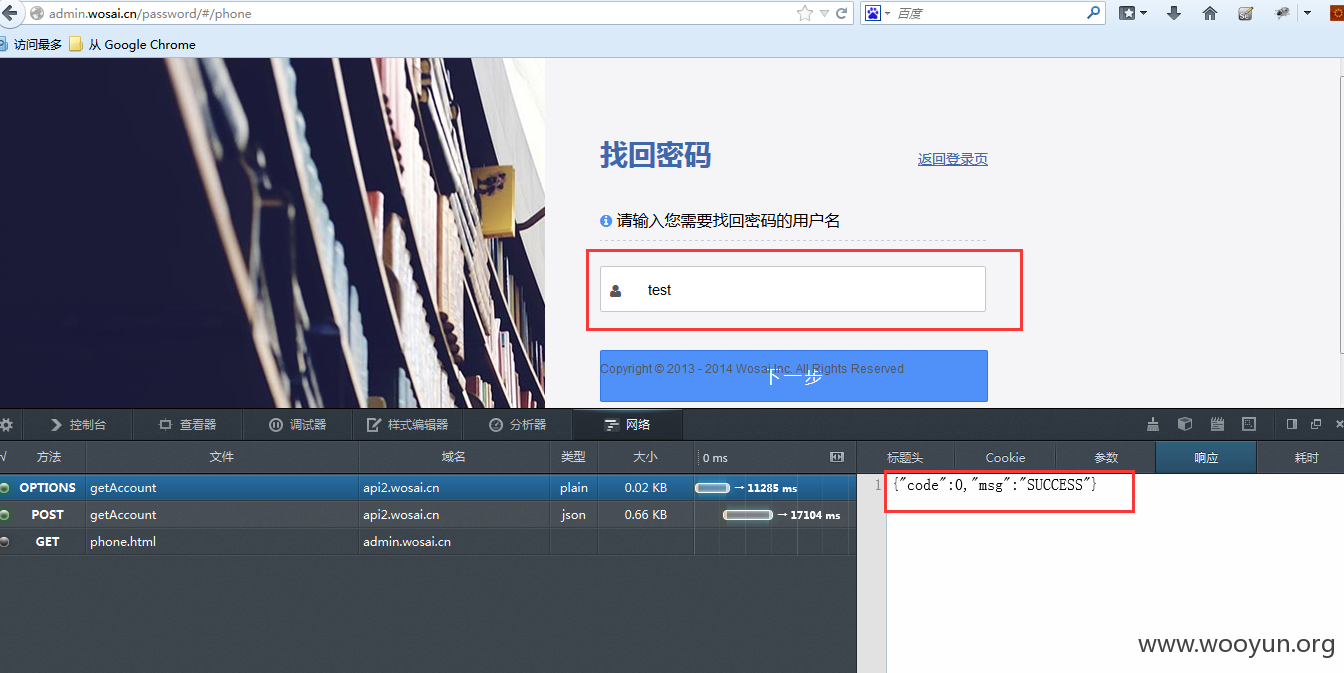 admin.wosai.cn/password/#/phone
百度
访问最多 从 Google Chrome
找回密码
返回登录页
请输入您需要找回密码的用户名
test
Copyright © 2013 - 2014 Wosai Inc. All Rights Reserved
下一步
控制台 查看器 调试器 样式编辑器 分析器 网络
√ 方法 文件 域名 类型 大小 0 ms 标题头 Cookie 参数 响应 耗时
OPTIONS getAccount api2.wosai.cn plain 0.02 KB → 11285 ms
1 {"code":0,"msg":"SUCCESS"}
POST getAccount api2.wosai.cn json 0.66 KB → 17104 ms
GET phone.html admin.wosai.cn
www.wooyun.org